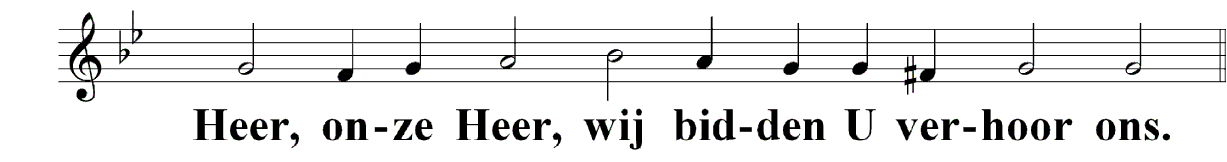 Heer, on-ze Heer, wij bid-den U ver-hoor ons.